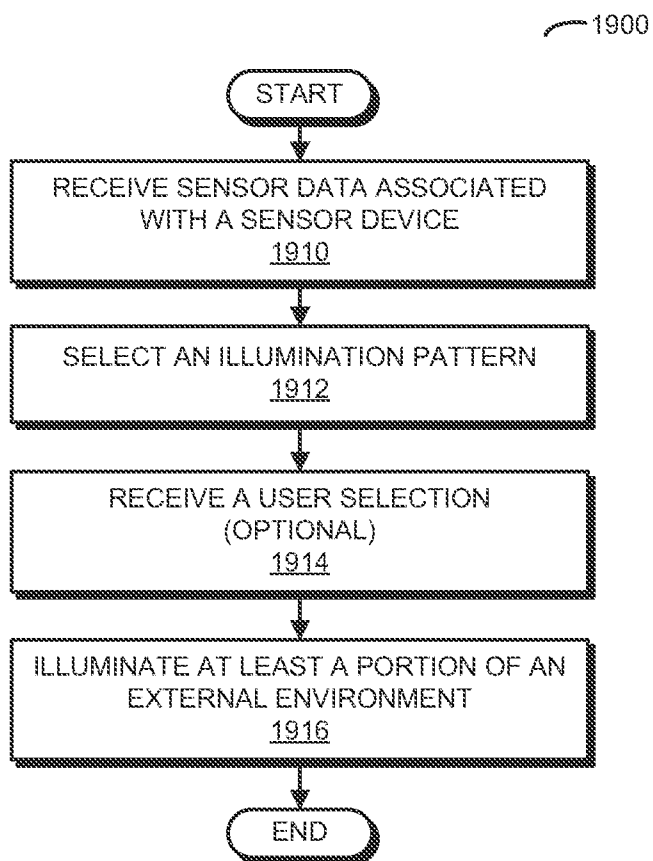 1900
START
RECEIVE SENSOR DATA ASSOCIATED
WITH A SENSOR DEVICE
1910
SELECT AN ILLUMINATION PATTERN
1912
RECEIVE A USER SELECTION
(OPTIONAL)
1914
ILLUMINATE AT LEAST A PORTION OF AN
EXTERNAL ENVIRONMENT
1916
END